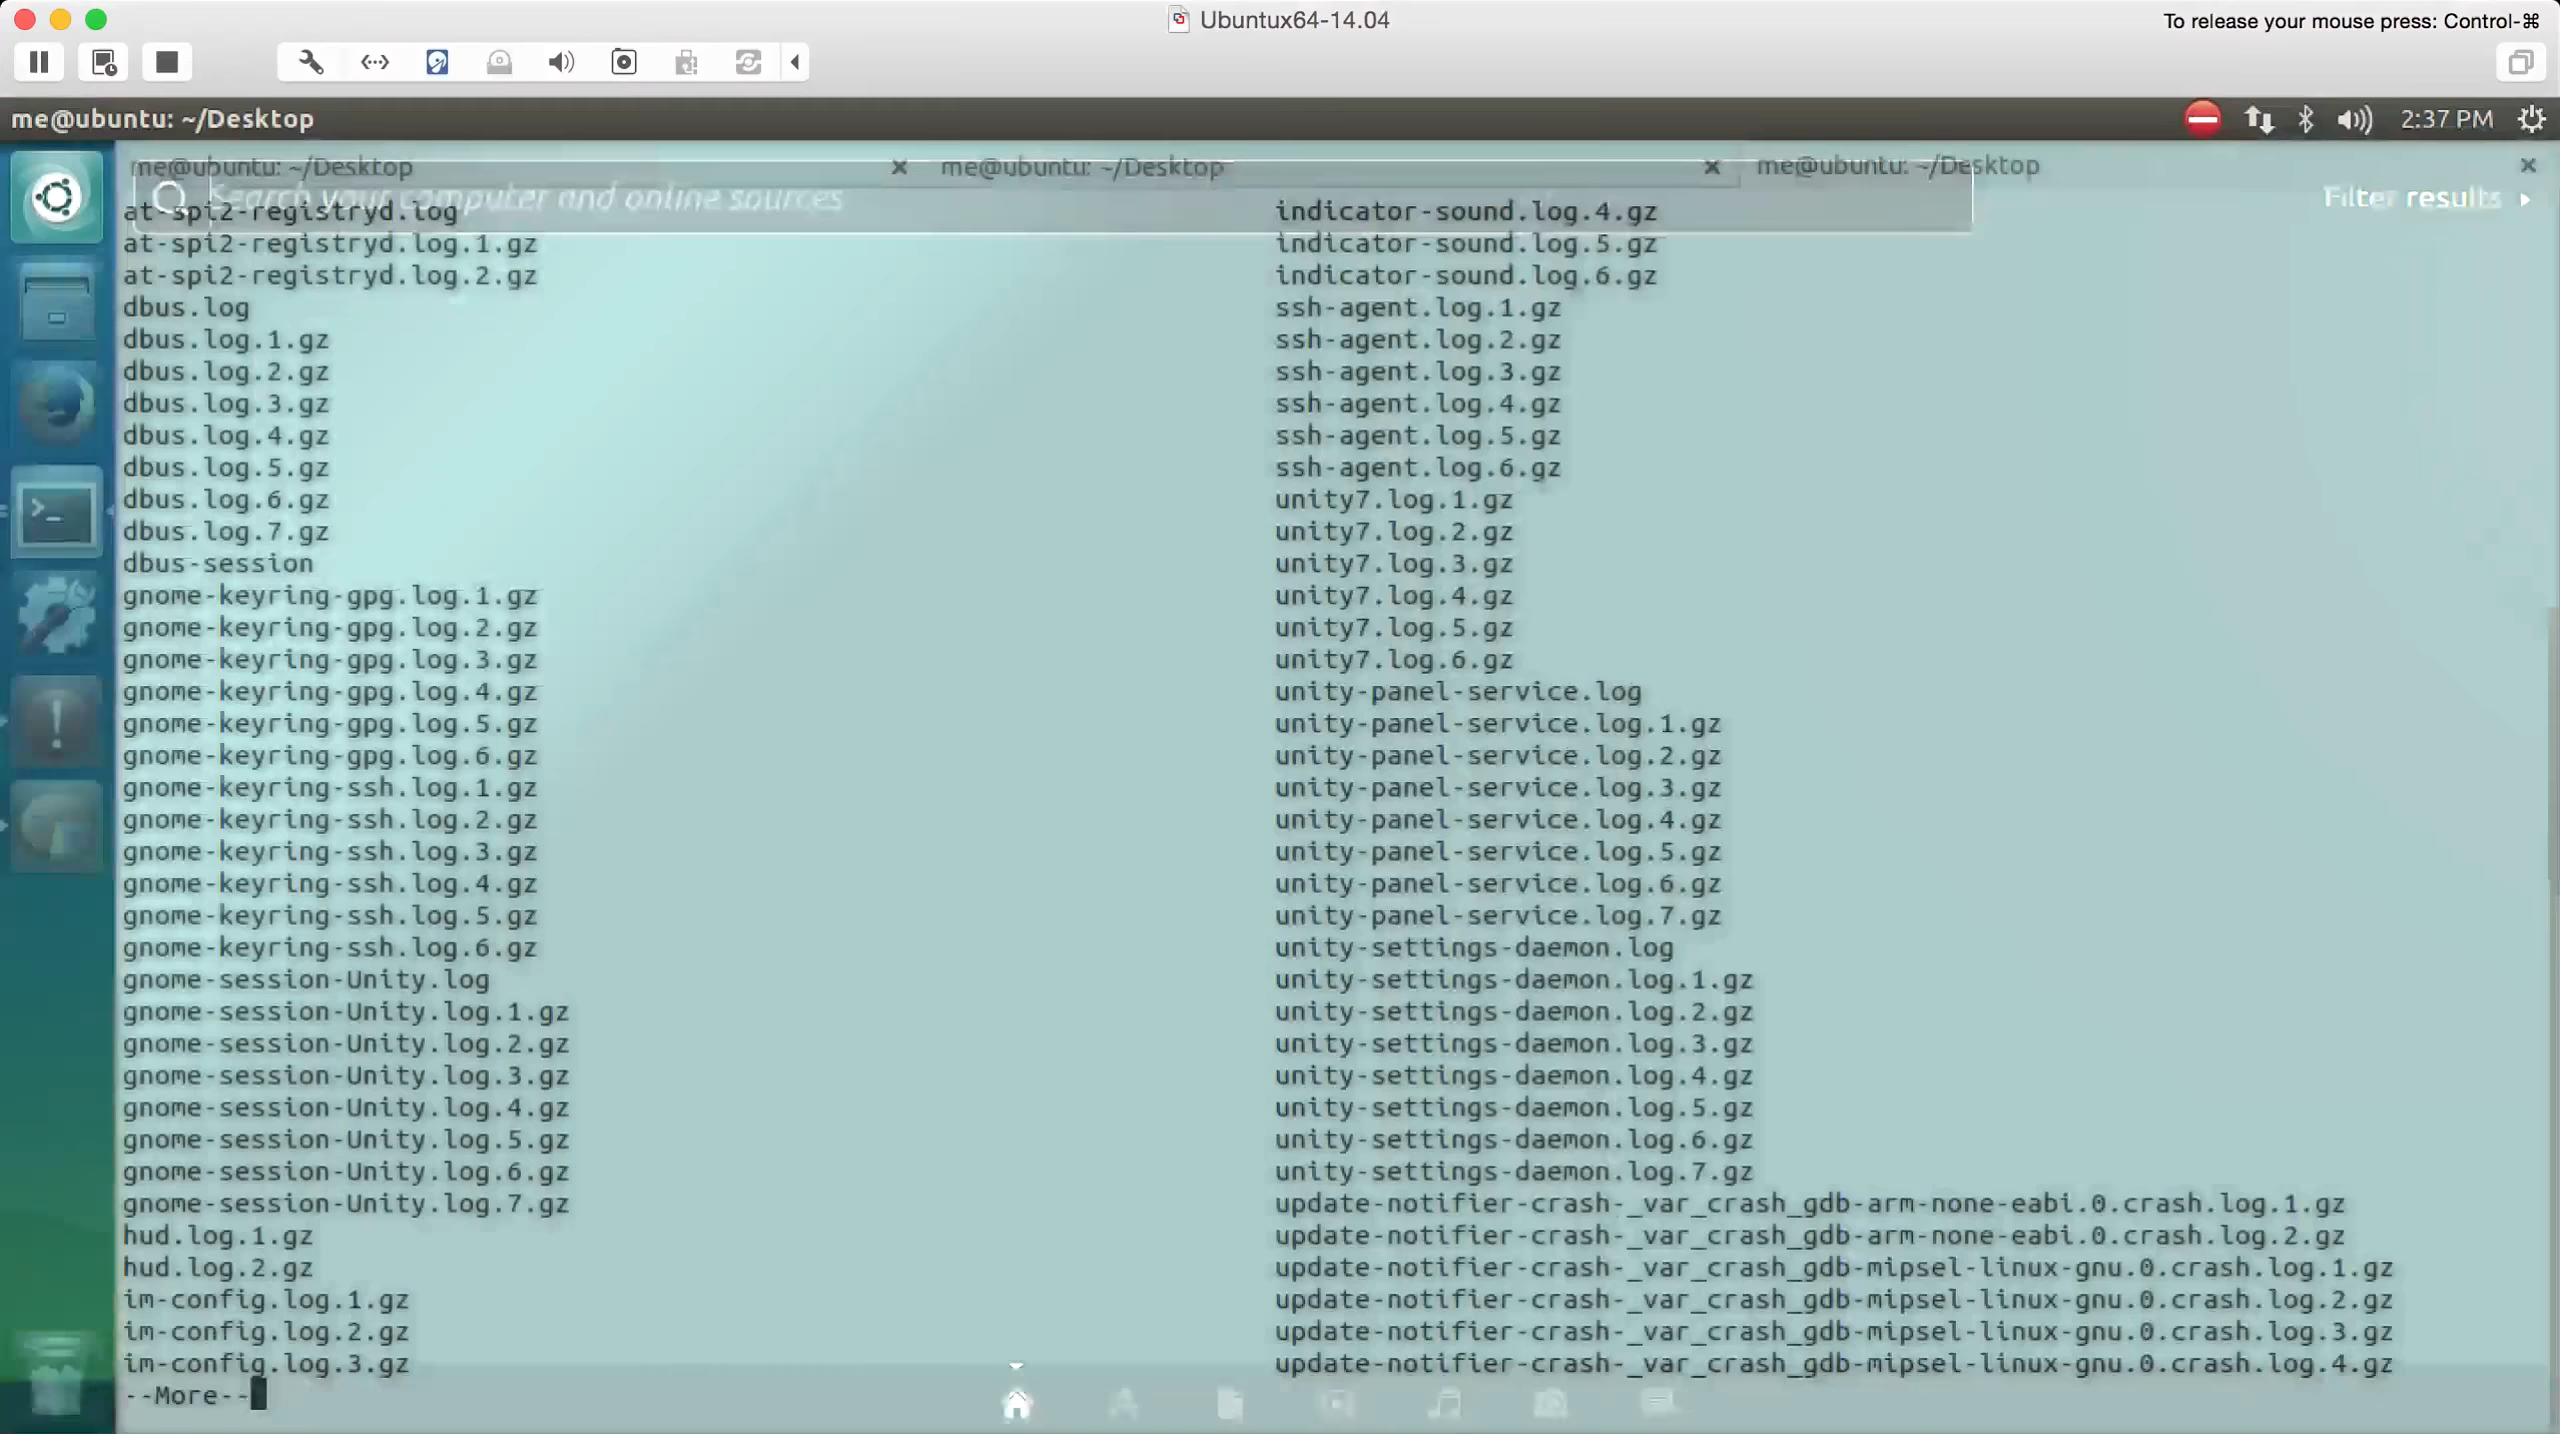 Ubuntux64-14.04
To release your mouse press: Control-⌘
me@ubuntu: ~/Desktop
2:37 PM
me@ubuntu: ~/Desktop
me@ubuntu: ~/Desktop
me@ubuntu: ~/Desktop
Search your computer and online sources
Filter results
at-spi2-registryd.log
at-spi2-registryd.log.1.gz
at-spi2-registryd.log.2.gz
dbus.log
dbus.log.1.gz
dbus.log.2.gz
dbus.log.3.gz
dbus.log.4.gz
dbus.log.5.gz
dbus.log.6.gz
dbus.log.7.gz
dbus-session
gnome-keyring-gpg.log.1.gz
gnome-keyring-gpg.log.2.gz
gnome-keyring-gpg.log.3.gz
gnome-keyring-gpg.log.4.gz
gnome-keyring-gpg.log.5.gz
gnome-keyring-gpg.log.6.gz
gnome-keyring-ssh.log.1.gz
gnome-keyring-ssh.log.2.gz
gnome-keyring-ssh.log.3.gz
gnome-keyring-ssh.log.4.gz
gnome-keyring-ssh.log.5.gz
gnome-keyring-ssh.log.6.gz
gnome-session-Unity.log
gnome-session-Unity.log.1.gz
gnome-session-Unity.log.2.gz
gnome-session-Unity.log.3.gz
gnome-session-Unity.log.4.gz
gnome-session-Unity.log.5.gz
gnome-session-Unity.log.6.gz
gnome-session-Unity.log.7.gz
hud.log.1.gz
hud.log.2.gz
im-config.log.1.gz
im-config.log.2.gz
im-config.log.3.gz
--More--
indicator-sound.log.4.gz
indicator-sound.log.5.gz
indicator-sound.log.6.gz
ssh-agent.log.1.gz
ssh-agent.log.2.gz
ssh-agent.log.3.gz
ssh-agent.log.4.gz
ssh-agent.log.5.gz
ssh-agent.log.6.gz
unity7.log.1.gz
unity7.log.2.gz
unity7.log.3.gz
unity7.log.4.gz
unity7.log.5.gz
unity7.log.6.gz
unity-panel-service.log
unity-panel-service.log.1.gz
unity-panel-service.log.2.gz
unity-panel-service.log.3.gz
unity-panel-service.log.4.gz
unity-panel-service.log.5.gz
unity-panel-service.log.6.gz
unity-panel-service.log.7.gz
unity-settings-daemon.log
unity-settings-daemon.log.1.gz
unity-settings-daemon.log.2.gz
unity-settings-daemon.log.3.gz
unity-settings-daemon.log.4.gz
unity-settings-daemon.log.5.gz
unity-settings-daemon.log.6.gz
unity-settings-daemon.log.7.gz
update-notifier-crash-_var_crash_gdb-arm-none-eabi.0.crash.log.1.gz
update-notifier-crash-_var_crash_gdb-arm-none-eabi.0.crash.log.2.gz
update-notifier-crash-_var_crash_gdb-mipsel-linux-gnu.0.crash.log.1.gz
update-notifier-crash-_var_crash_gdb-mipsel-linux-gnu.0.crash.log.2.gz
update-notifier-crash-_var_crash_gdb-mipsel-linux-gnu.0.crash.log.3.gz
update-notifier-crash-_var_crash_gdb-mipsel-linux-gnu.0.crash.log.4.gz